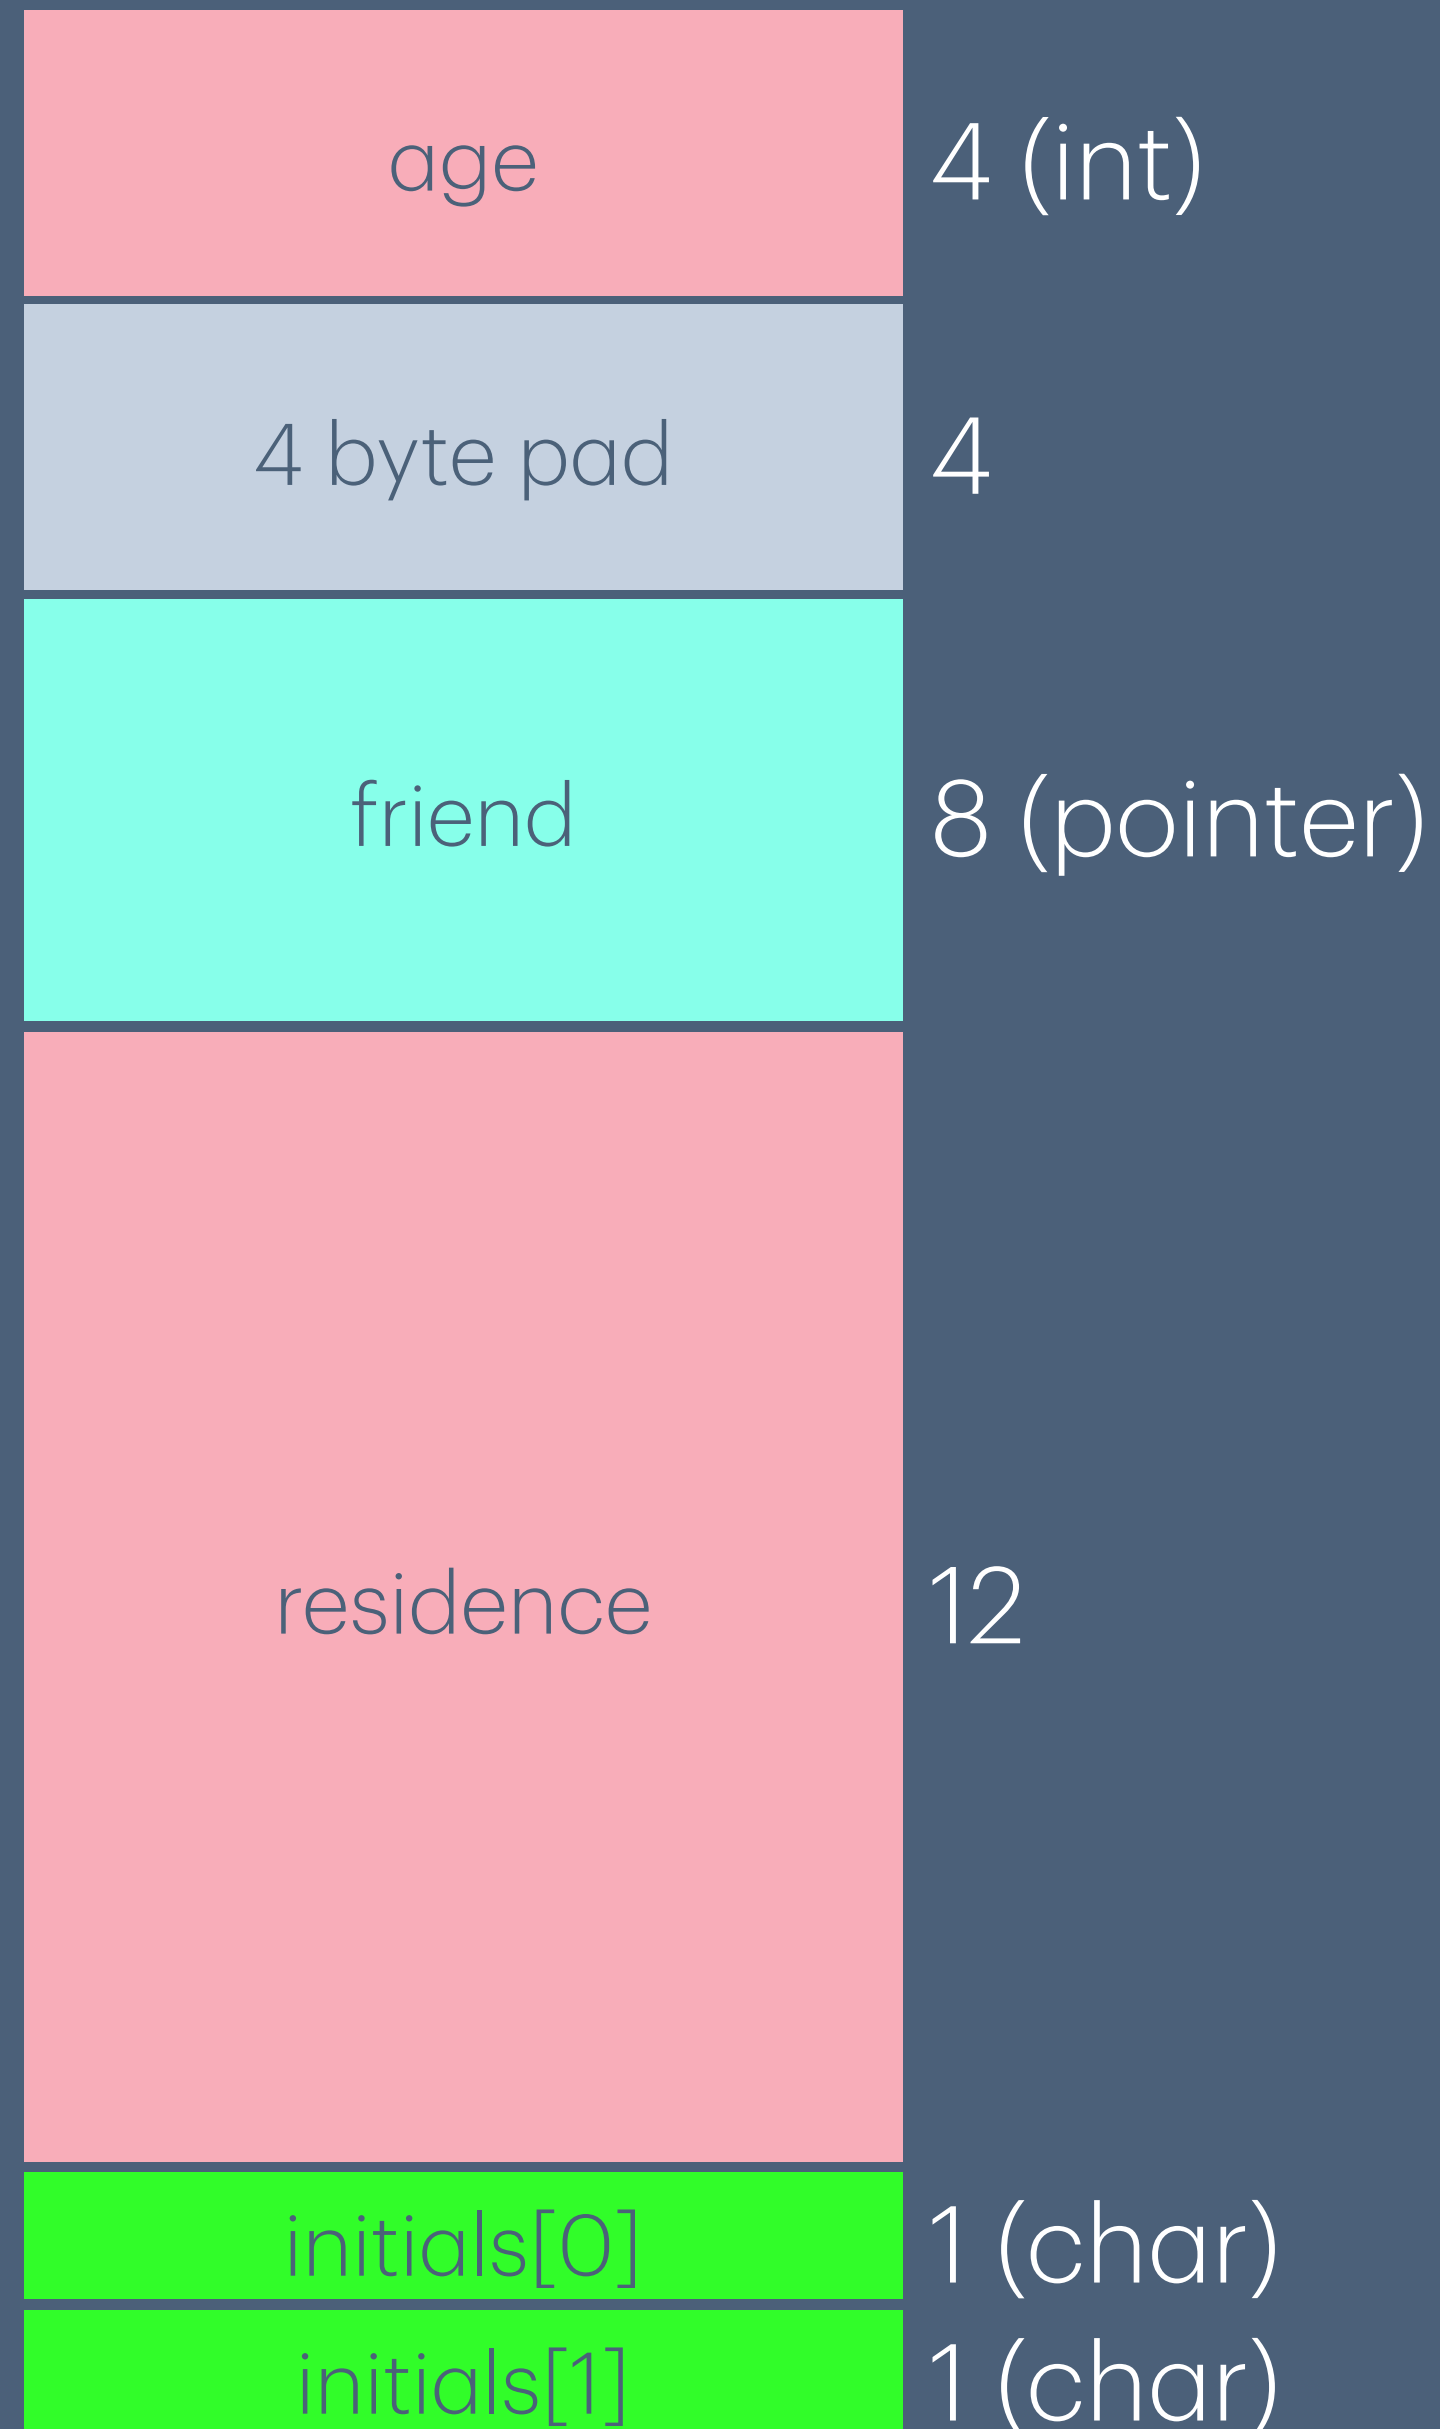 age 4 (int)
4 byte pad 4
friend 8 (pointer)
residence 12
initials[0] 1 (char)
initials[1] 1 (char)